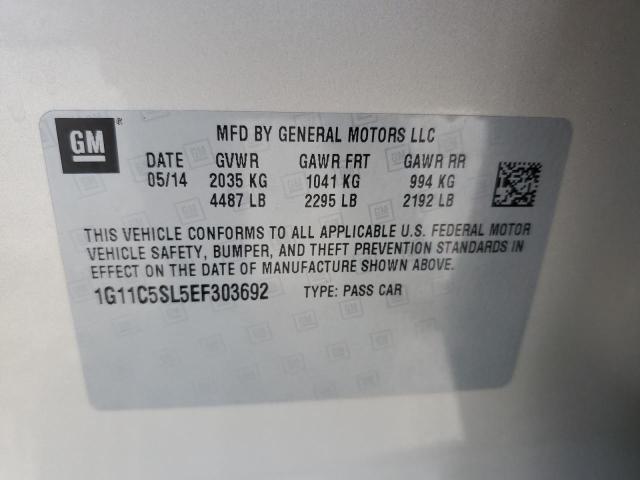 GM
MFD BY GENERAL MOTORS LLC
DATE GVWR GAWR FRT GAWR RR
05/14 2035 KG 1041 KG 994 KG
4487 LB 2295 LB 2192 LB
THIS VEHICLE CONFORMS TO ALL APPLICABLE U.S. FEDERAL MOTOR
VEHICLE SAFETY, BUMPER, AND THEFT PREVENTION STANDARDS IN
EFFECT ON THE DATE OF MANUFACTURE SHOWN ABOVE.
1G11C5SL5EF303692 TYPE: PASS CAR